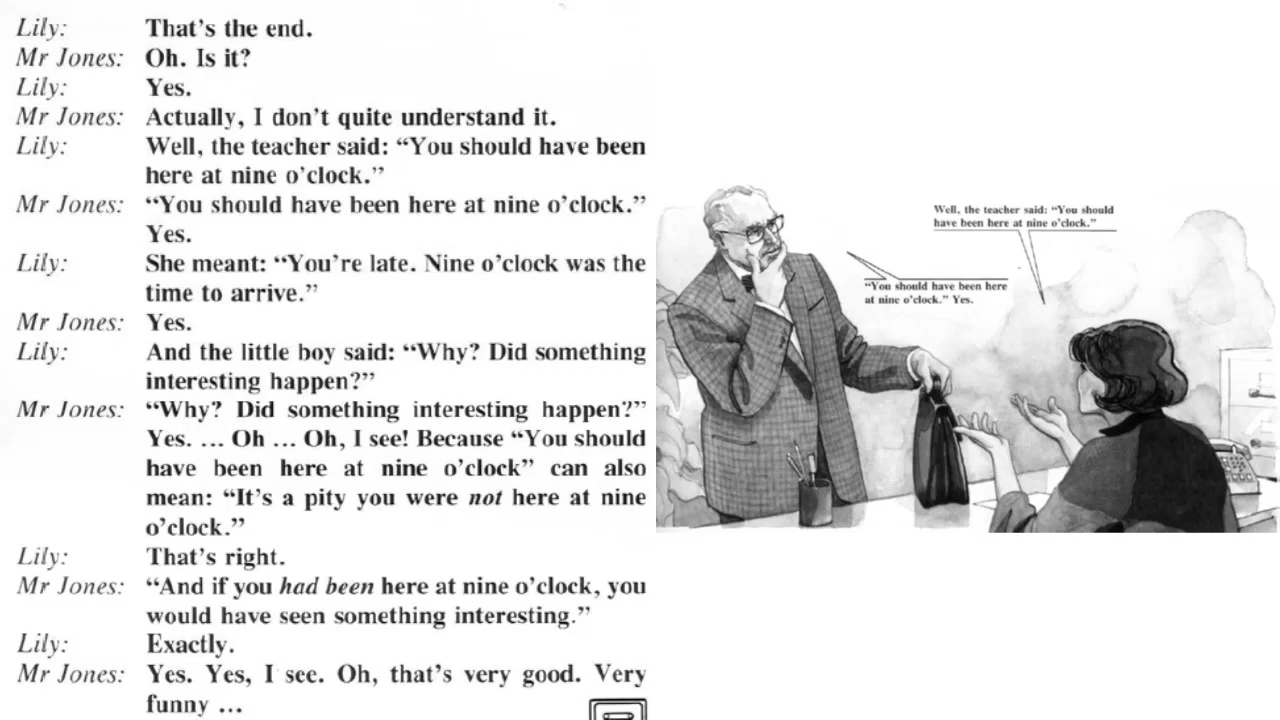 Lily: That's the end.
Mr Jones: Oh. Is it?
Lily: Yes.
Mr Jones: Actually, I don't quite understand it.
Lily: Well, the teacher said: “You should have been
here at nine o'clock.”
Mr Jones: “You should have been here at nine o'clock.”
Yes.
Lily: She meant: “You're late. Nine o'clock was the
time to arrive.”
Mr Jones: Yes.
Lily: And the little boy said: “Why? Did something
interesting happen?”
Mr Jones: “Why? Did something interesting happen?”
Yes. ... Oh ... Oh, I see! Because “You should
have been here at nine o'clock” can also
mean: “It's a pity you were not here at nine
o'clock.”
Lily: That's right.
Mr Jones: “And if you had been here at nine o'clock, you
would have seen something interesting.”
Lily: Exactly.
Mr Jones: Yes. Yes, I see. Oh, that's very good. Very
funny ...
Well, the teacher said: “You should
have been here at nine o'clock.”
“You should have been here
at nine o'clock.” Yes.